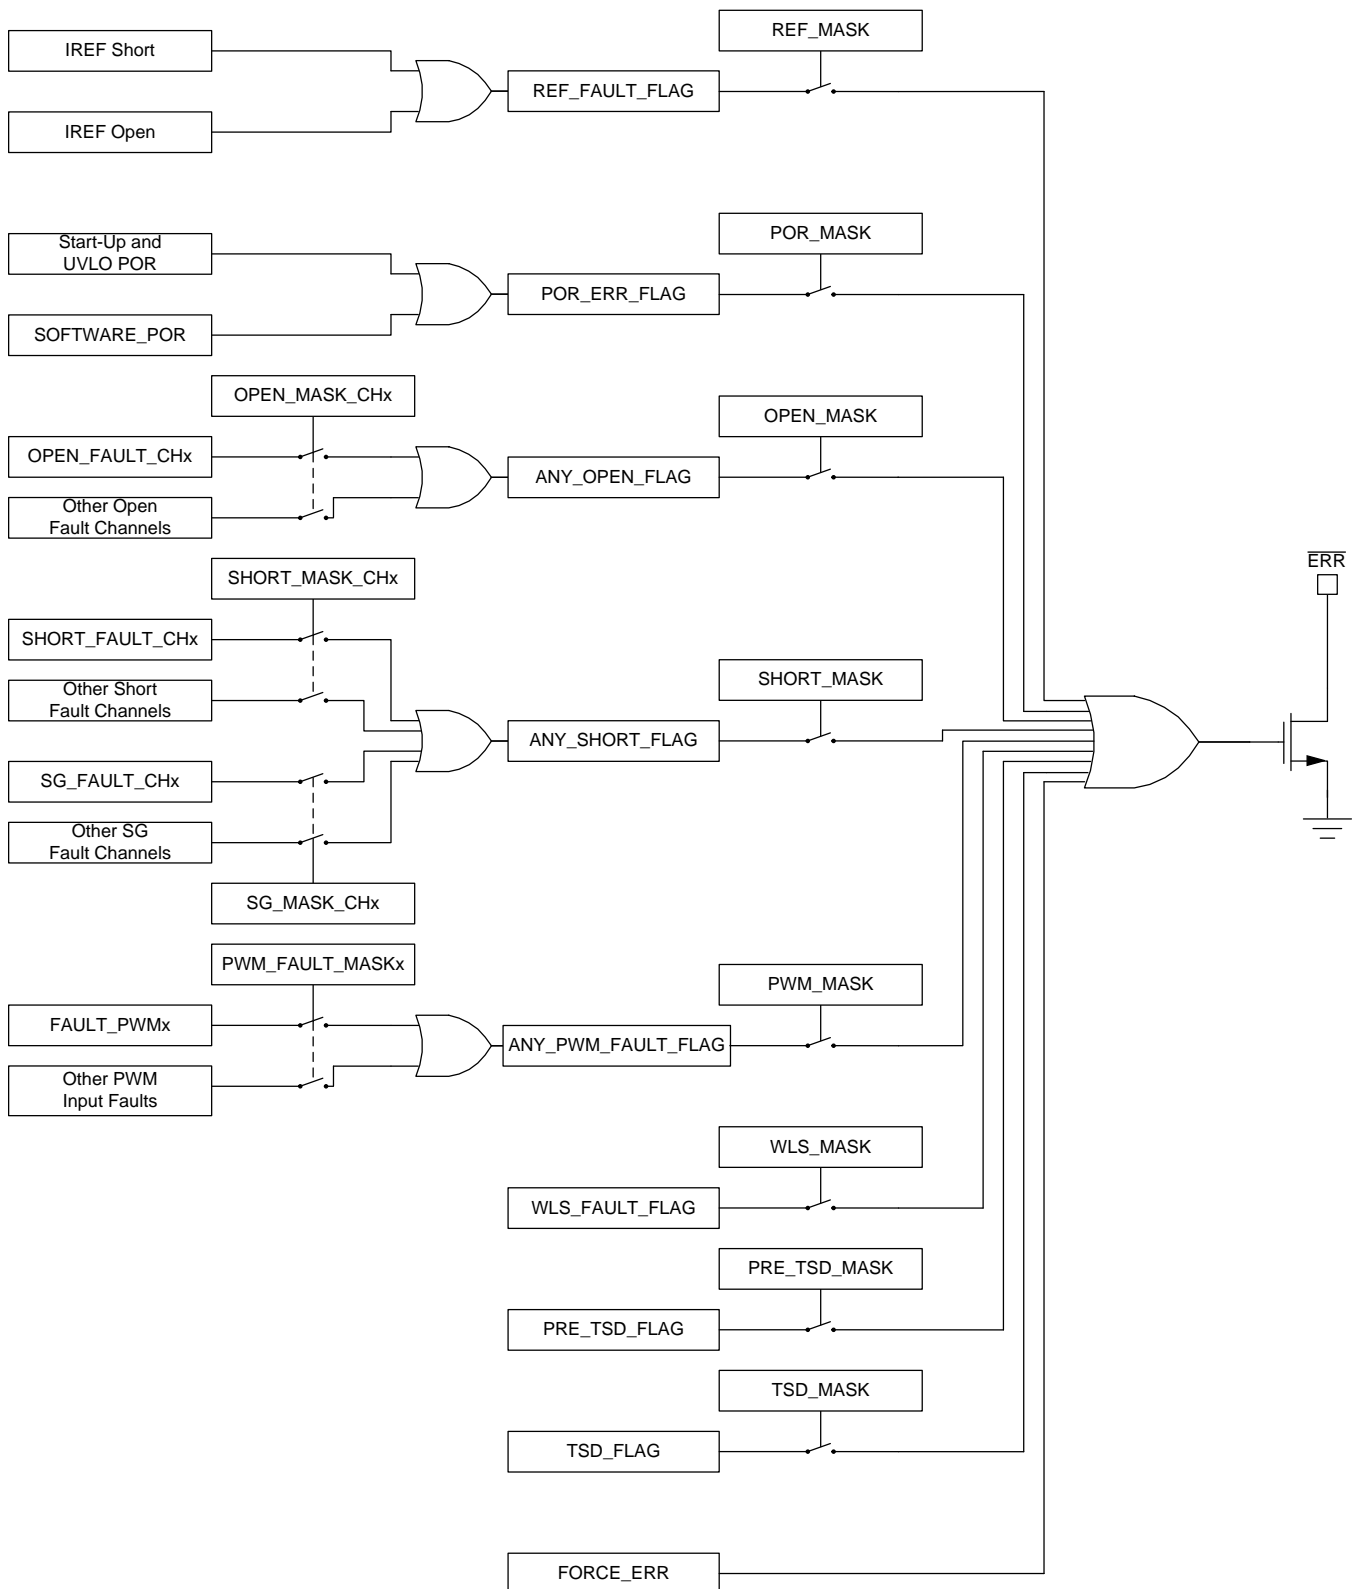 REF_MASK
IREF Short
REF_FAULT_FLAG
IREF Open
POR_MASK
Start-Up and
UVLO POR
POR_ERR_FLAG
SOFTWARE_POR
OPEN_MASK_CHx
OPEN_MASK
OPEN_FAULT_CHx
ANY_OPEN_FLAG
Other Open
Fault Channels
ERR
SHORT_MASK_CHx
SHORT_FAULT_CHx
SHORT_MASK
Other Short
Fault Channels
ANY_SHORT_FLAG
SG_FAULT_CHx
Other SG
Fault Channels
SG_MASK_CHx
PWM_FAULT_MASKx
PWM_MASK
FAULT_PWMx
ANY_PWM_FAULT_FLAG
Other PWM
Input Faults
WLS_MASK
WLS_FAULT_FLAG
PRE_TSD_MASK
PRE_TSD_FLAG
TSD_MASK
TSD_FLAG
FORCE_ERR